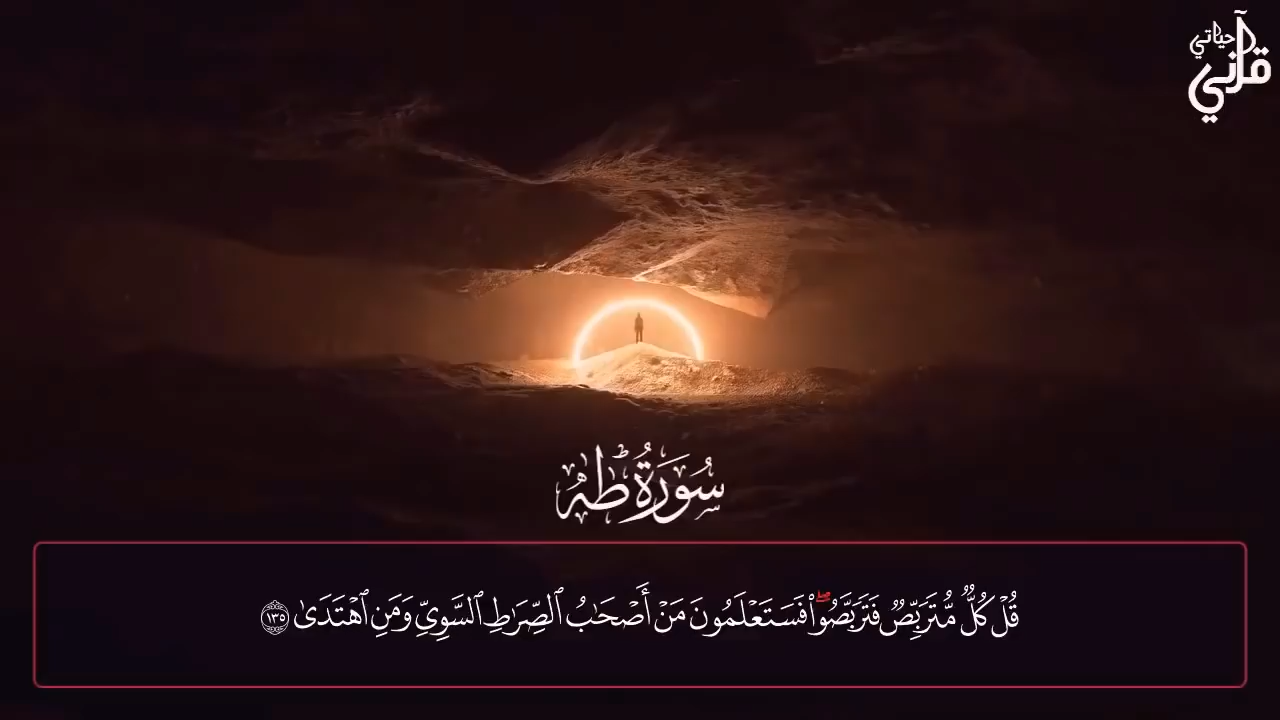 حياتي
قرآني
سُورَةُ طه
قُلْ كُلٌّ مُّتَرَبِّصٌ فَتَرَبَّصُوا۟ ۖ فَسَتَعْلَمُونَ مَنْ أَصْحَٰبُ ٱلصِّرَٰطِ ٱلسَّوِىِّ وَمَنِ ٱهْتَدَىٰ ١٣٥